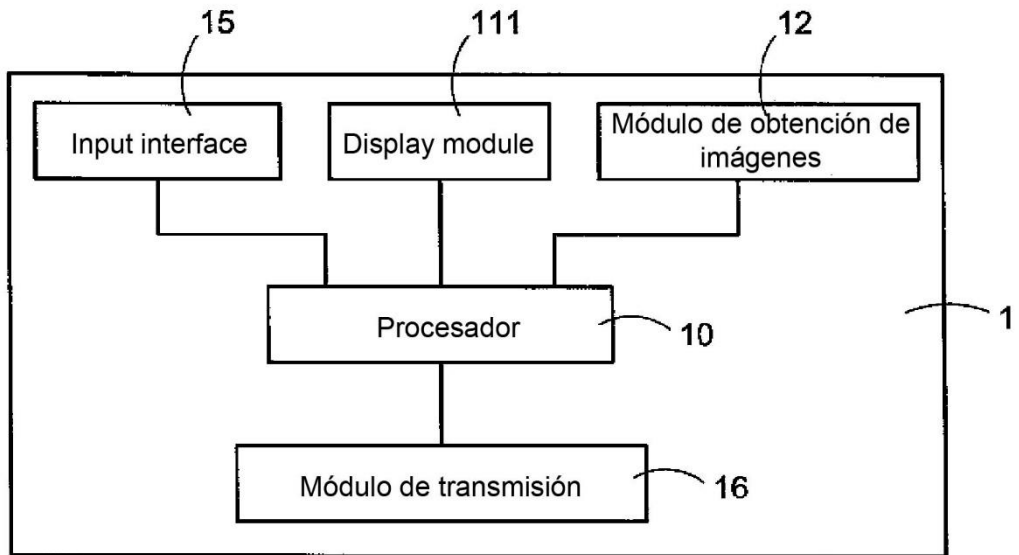 15
111
12
Input interface
Display module
Módulo de obtención de
imágenes
1
Procesador
10
Módulo de transmisión
16